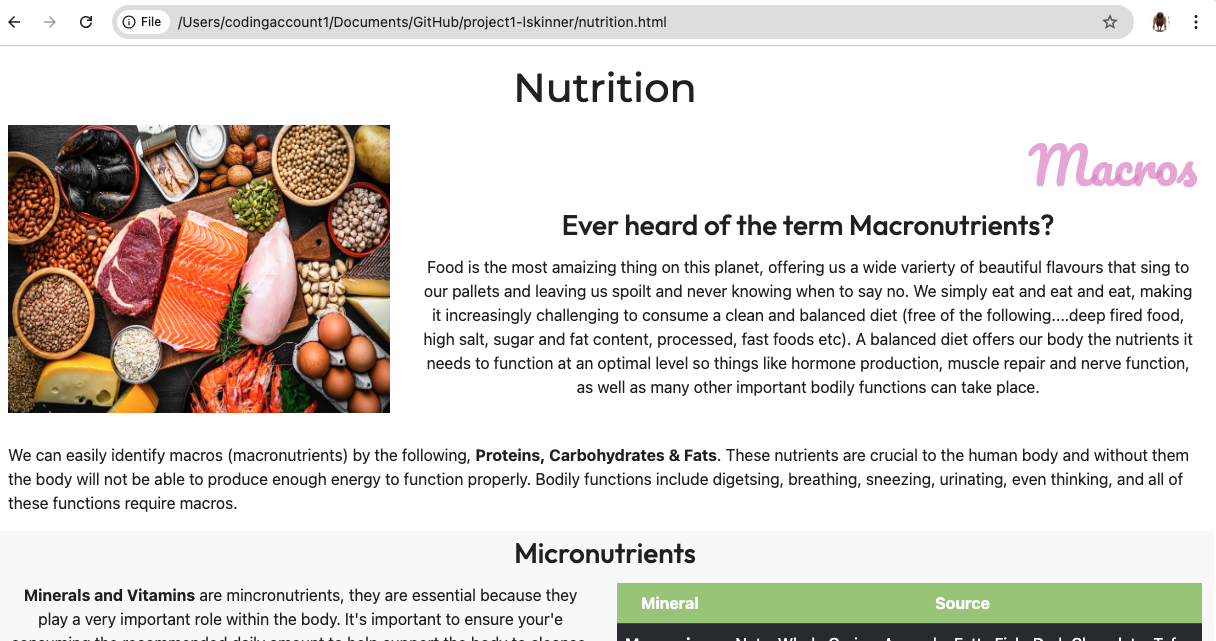 File /Users/codingaccount1/Documents/GitHub/project1-lskinner/nutrition.html
Nutrition
Macros
Ever heard of the term Macronutrients?
Food is the most amaizing thing on this planet, offering us a wide varierty of beautiful flavours that sing to
our pallets and leaving us spoilt and never knowing when to say no. We simply eat and eat and eat, making
it increasingly challenging to consume a clean and balanced diet (free of the following....deep fired food,
high salt, sugar and fat content, processed, fast foods etc). A balanced diet offers our body the nutrients it
needs to function at an optimal level so things like hormone production, muscle repair and nerve function,
as well as many other important bodily functions can take place.
We can easily identify macros (macronutrients) by the following, Proteins, Carbohydrates & Fats. These nutrients are crucial to the human body and without them
the body will not be able to produce enough energy to function properly. Bodily functions include digetsing, breathing, sneezing, urinating, even thinking, and all of
these functions require macros.
Micronutrients
Minerals and Vitamins are mincronutrients, they are essential because they
play a very important role within the body. It's important to ensure your'e
Mineral Source